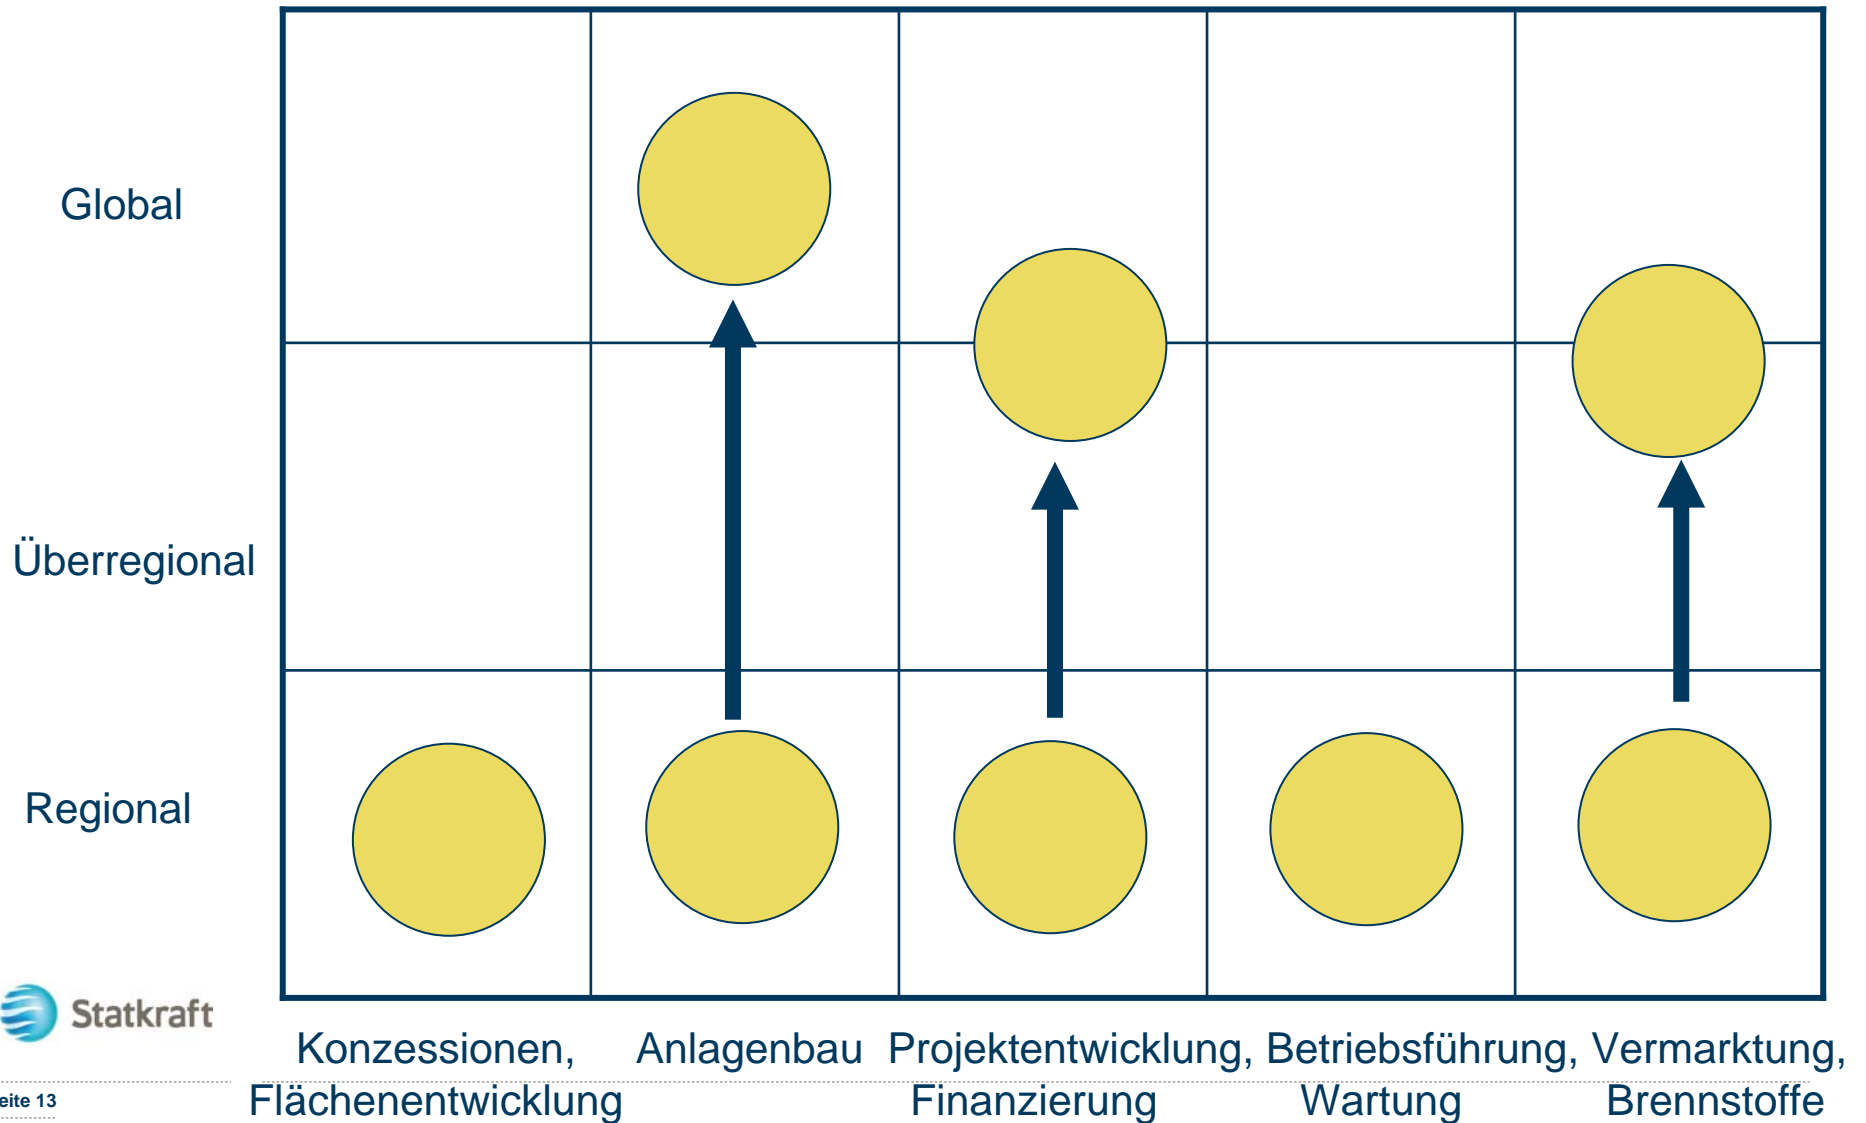 Global
Überregional
Regional
Statkraft
Konzessionen, Anlagenbau Projektentwicklung, Betriebsführung, Vermarktung,
Flächenentwicklung Finanzierung Wartung Brennstoffe
eite 13